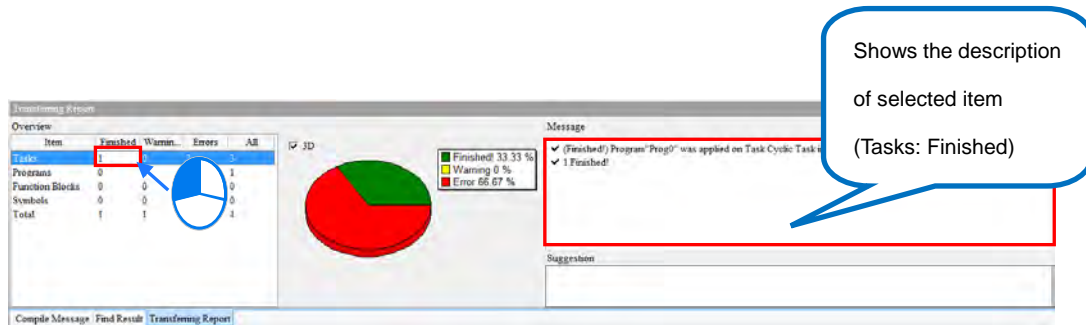 Shows the description
of selected item
(Tasks: Finished)
Transferring Report
Overview
Item Finished Warnin... Errors All
Tasks 1 0 3
Programs 0 1
Function Blocks 0 0 0
Symbols 0 0 0
Total 1 1 4
3D
Finished! 33.33 %
Warning 0 %
Error 66.67 %
Message
(Finished!) Program"Prog0" was applied on Task Cyclic Task
1 Finished!
Suggestion
Compile Message Find Result Transferring Report